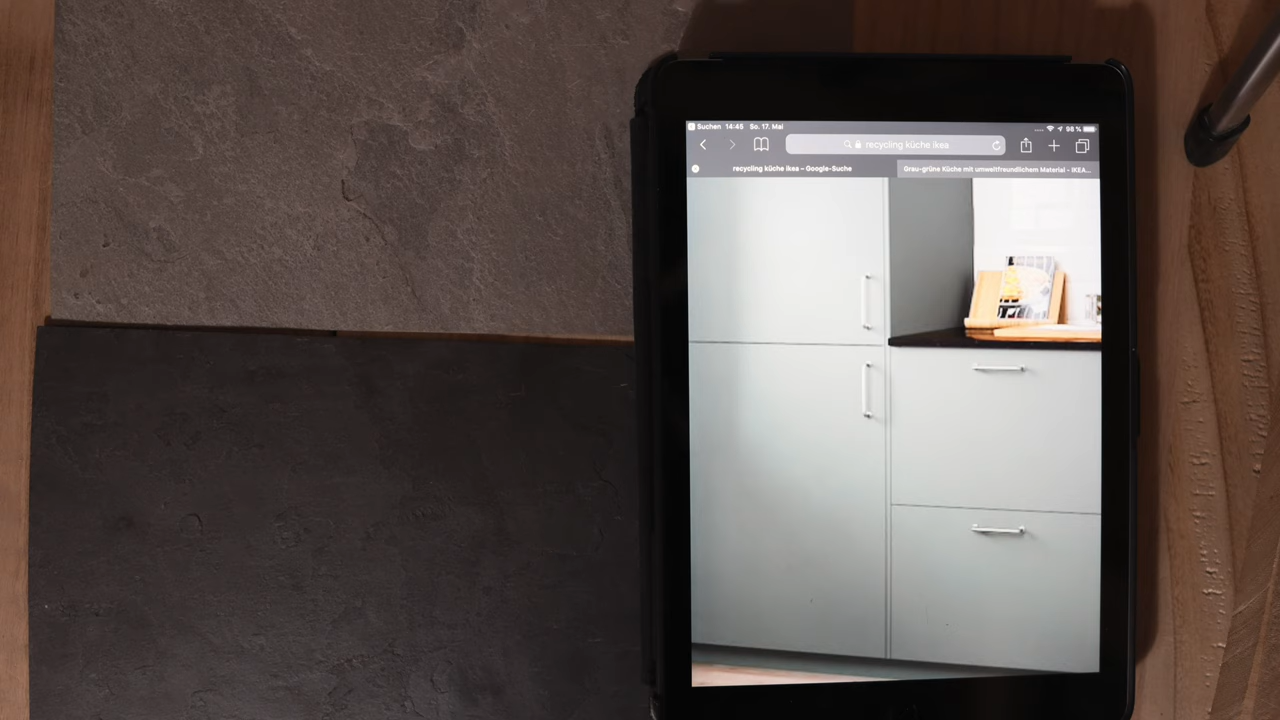 Suchen 14:45 So. 17. Mai 98 %
recycling küche ikea
recycling küche ikea – Google-Suche
Grau-grüne Küche mit umweltfreundlichem Material - IKEA...